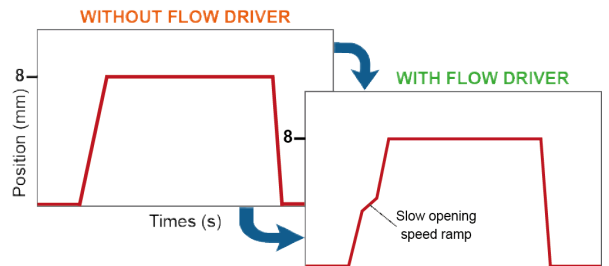 WITHOUT FLOW DRIVER
8
Position (mm)
Times (s)
WITH FLOW DRIVER
8
Slow opening
speed ramp